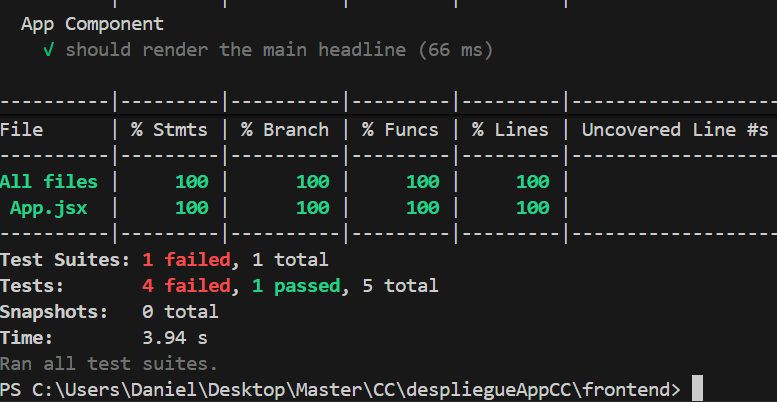 App Component
√ should render the main headline (66 ms)
----------|---------|----------|---------|---------|-------------------
File      | % Stmts | % Branch | % Funcs | % Lines | Uncovered Line #s
----------|---------|----------|---------|---------|-------------------
All files |     100 |      100 |     100 |     100 |
 App.jsx  |     100 |      100 |     100 |     100 |
----------|---------|----------|---------|---------|-------------------
Test Suites: 1 failed, 1 total
Tests:       4 failed, 1 passed, 5 total
Snapshots:   0 total
Time:        3.94 s
Ran all test suites.
PS C:\Users\Daniel\Desktop\Master\CC\despliegueAppCC\frontend>